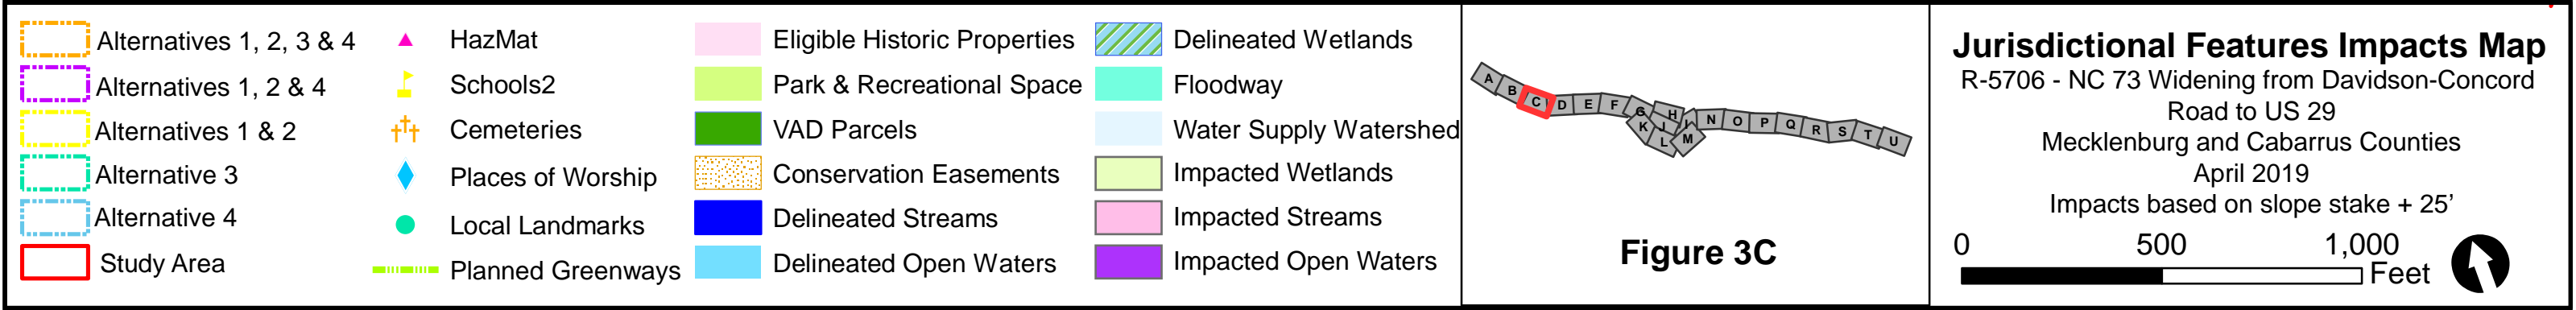 Alternatives 1, 2, 3 & 4
Alternatives 1, 2 & 4
Alternatives 1 & 2
Alternative 3
Alternative 4
Study Area
HazMat
Schools2
Cemeteries
Places of Worship
Local Landmarks
Planned Greenways
Eligible Historic Properties
Park & Recreational Space
VAD Parcels
Conservation Easements
Delineated Streams
Delineated Open Waters
Delineated Wetlands
Floodway
Water Supply Watershed
Impacted Wetlands
Impacted Streams
Impacted Open Waters
A B C D E F G H I N O P Q R S T U
K J
L M
Figure 3C
Jurisdictional Features Impacts Map
R-5706 - NC 73 Widening from Davidson-Concord
Road to US 29
Mecklenburg and Cabarrus Counties
April 2019
Impacts based on slope stake + 25’
0 500 1,000
Feet